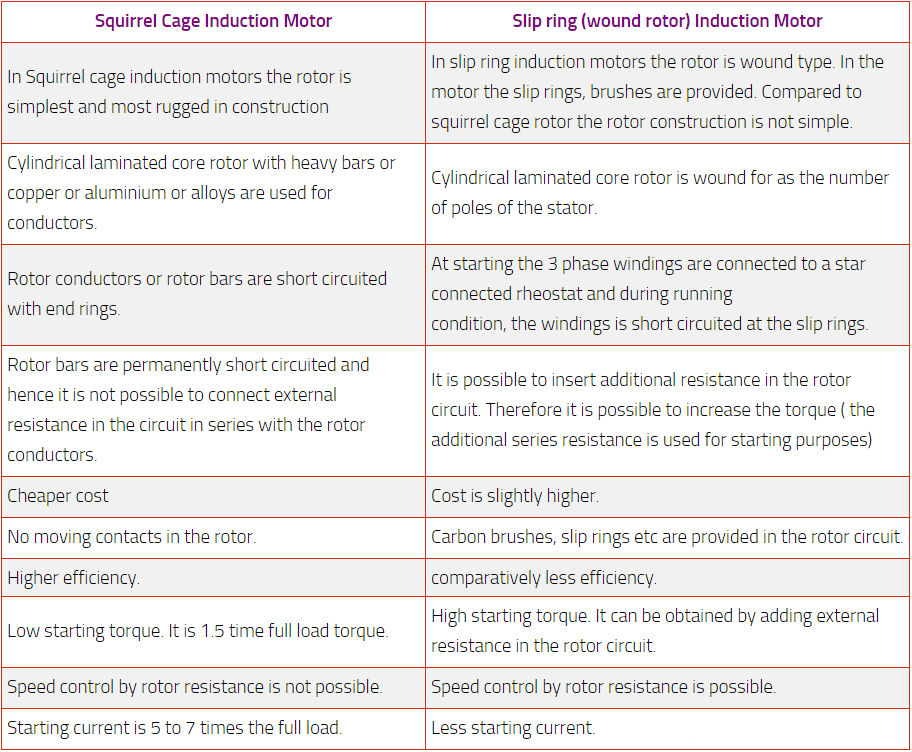 Squirrel Cage Induction Motor
Slip ring (wound rotor) Induction Motor
In Squirrel cage induction motors the rotor is
simplest and most rugged in construction
In slip ring induction motors the rotor is wound type. In the
motor the slip rings, brushes are provided. Compared to
squirrel cage rotor the rotor construction is not simple.
Cylindrical laminated core rotor with heavy bars or
copper or aluminium or alloys are used for
conductors.
Cylindrical laminated core rotor is wound for as the number
of poles of the stator.
Rotor conductors or rotor bars are short circuited
with end rings.
At starting the 3 phase windings are connected to a star
connected rheostat and during running
condition, the windings is short circuited at the slip rings.
Rotor bars are permanently short circuited and
hence it is not possible to connect external
resistance in the circuit in series with the rotor
conductors.
It is possible to insert additional resistance in the rotor
circuit. Therefore it is possible to increase the torque ( the
additional series resistance is used for starting purposes)
Cheaper cost
Cost is slightly higher.
No moving contacts in the rotor.
Carbon brushes, slip rings etc are provided in the rotor circuit.
Higher efficiency.
comparatively less efficiency.
Low starting torque. It is 1.5 time full load torque.
High starting torque. It can be obtained by adding external
resistance in the rotor circuit.
Speed control by rotor resistance is not possible.
Speed control by rotor resistance is possible.
Starting current is 5 to 7 times the full load.
Less starting current.